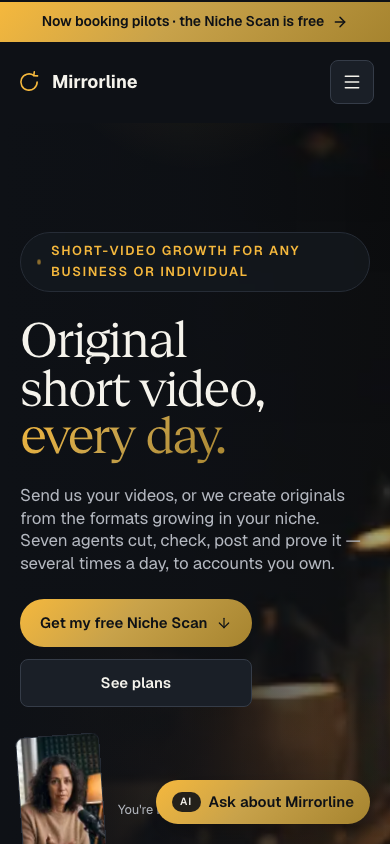 Now booking pilots · the Niche Scan is free →
Mirrorline
SHORT-VIDEO GROWTH FOR ANY
BUSINESS OR INDIVIDUAL
Original
short video,
every day.
Send us your videos, or we create originals
from the formats growing in your niche.
Seven agents cut, check, post and prove it —
several times a day, to accounts you own.
Get my free Niche Scan ↓
See plans
You're
AI Ask about Mirrorline